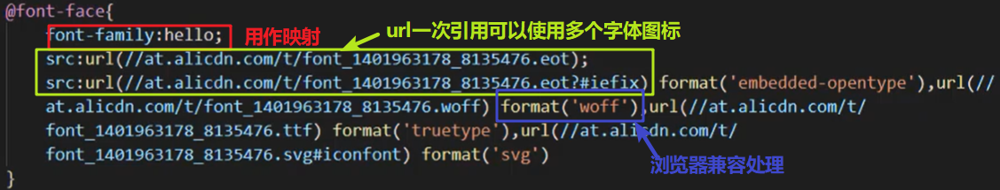 @font-face{
font-family:hello; 用作映射 url一次引用可以使用多个字体图标
src:url(//at.alicdn.com/t/font_1401963178_8135476.eot);
src:url(//at.alicdn.com/t/font_1401963178_8135476.eot?#iefix) format('embedded-opentype'),url(//
at.alicdn.com/t/font_1401963178_8135476.woff) format('woff'),url(//at.alicdn.com/t/
font_1401963178_8135476.ttf) format('truetype'),url(//at.alicdn.com/t/
font_1401963178_8135476.svg#iconfont) format('svg')
浏览器兼容处理
}